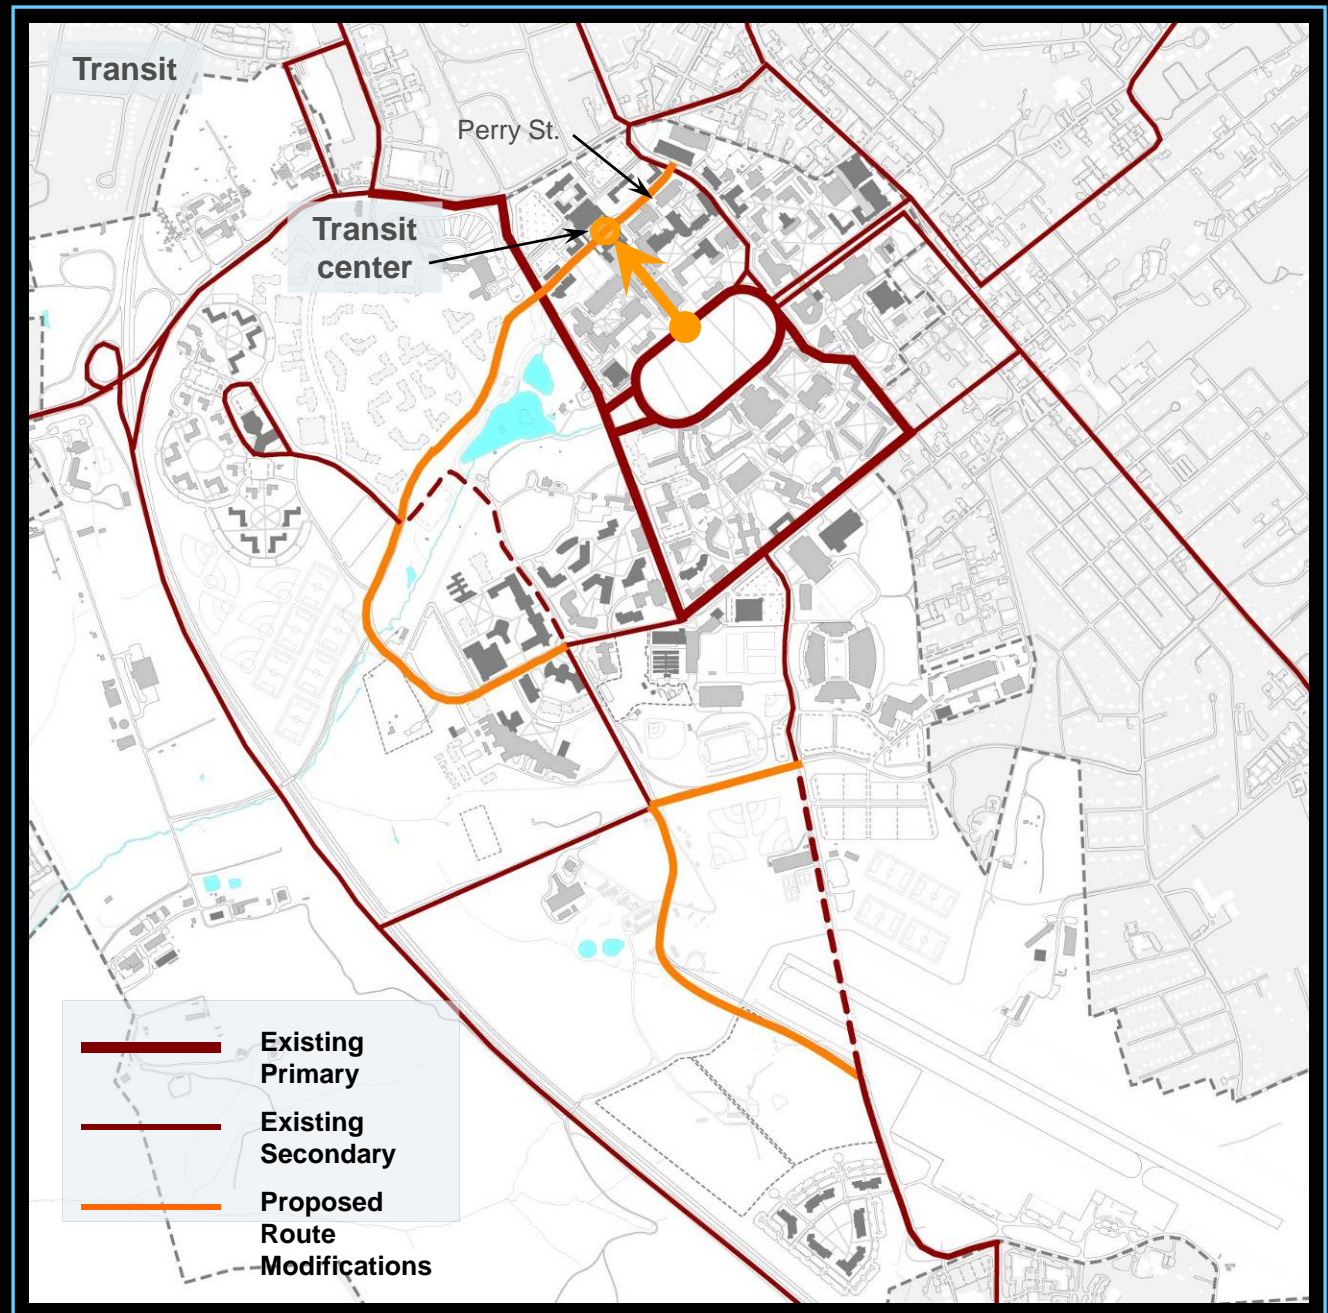 Transit
Perry St.
Transit
center
Existing
Primary
Existing
Secondary
Proposed
Route
Modifications